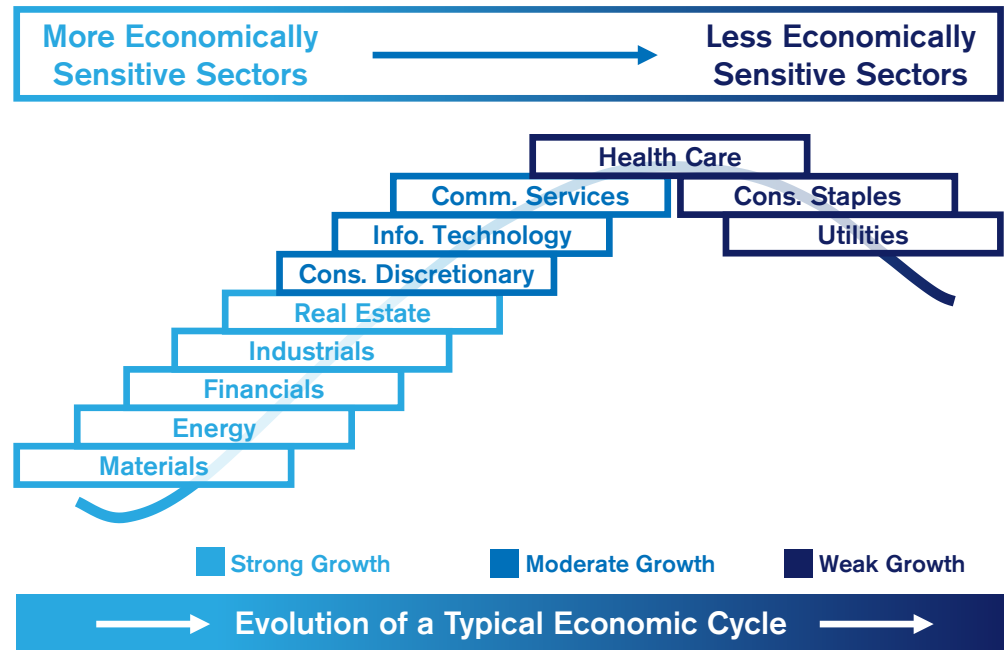 More Economically
Sensitive Sectors
Less Economically
Sensitive Sectors
Health Care
Comm. Services
Cons. Staples
Info. Technology
Utilities
Cons. Discretionary
Real Estate
Industrials
Financials
Energy
Materials
Strong Growth
Moderate Growth
Weak Growth
Evolution of a Typical Economic Cycle